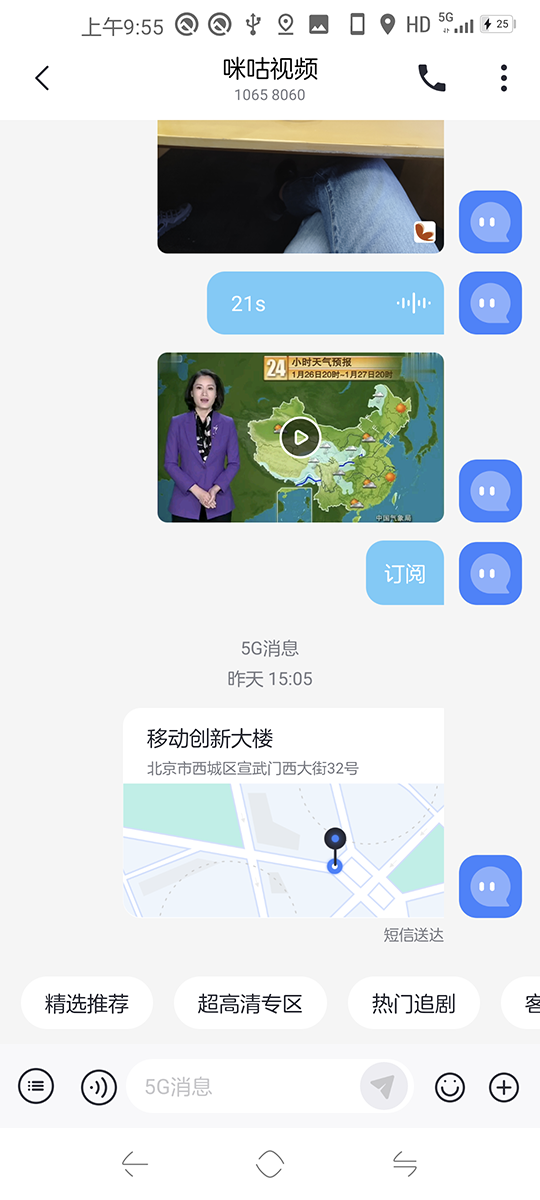 上午9:55
HD
5G
25
咪咕视频
1065 8060
21s
24 小时天气预报
1月26日20时~1月27日20时
中国气象局
订阅
5G消息
昨天 15:05
移动创新大楼
北京市西城区宣武门西大街32号
短信送达
精选推荐
超高清专区
热门追剧
客
5G消息